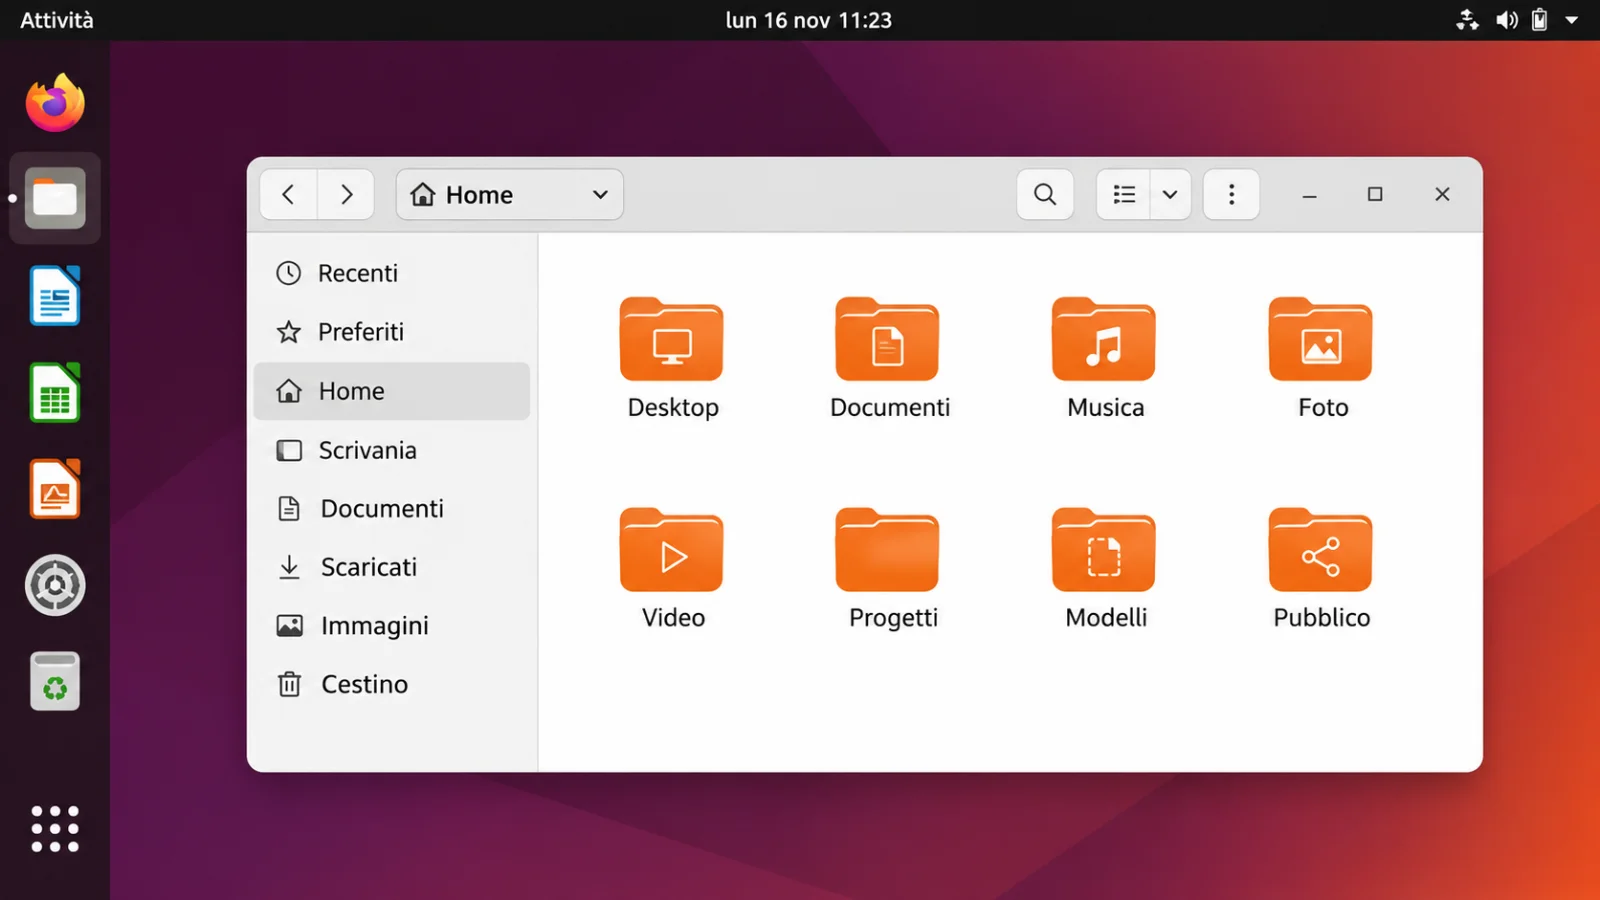 Attività
lun 16 nov 11:23
Home
Recenti
Preferiti
Home
Scrivania
Documenti
Scaricati
Immagini
Cestino
Desktop
Documenti
Musica
Foto
Video
Progetti
Modelli
Pubblico